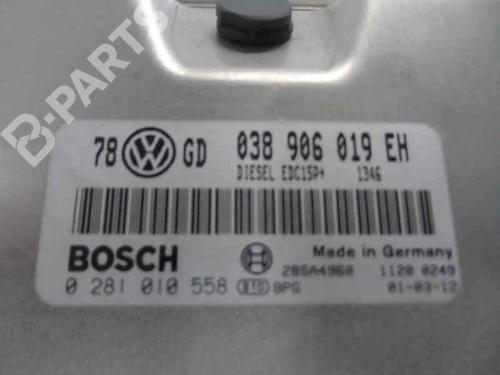 B-PARTS
78 VW GD 038 906 019 EH
DIESEL EDC15P+ 1346
BOSCH Made in Germany
28SA4960 1120 0249
0 281 010 558 BPG 01-03-12